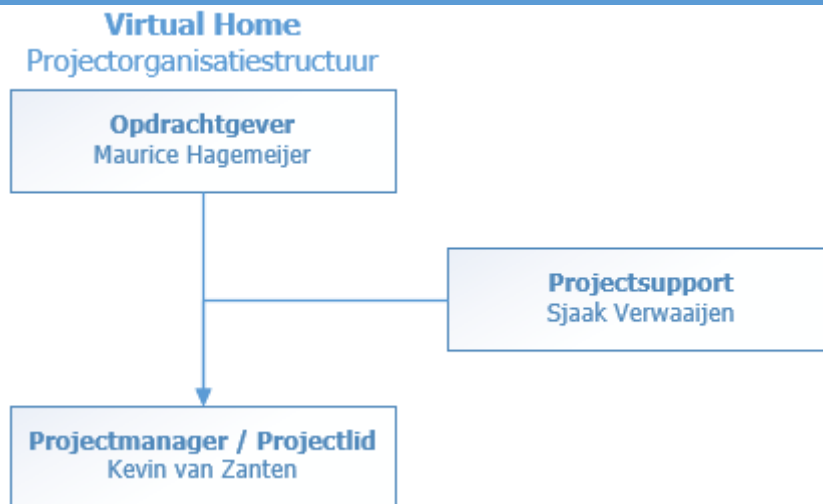 Virtual Home
Projectorganisatiestructuur
Opdrachtgever
Maurice Hagemeijer
Projectsupport
Sjaak Verwaaijen
Projectmanager / Projectlid
Kevin van Zanten